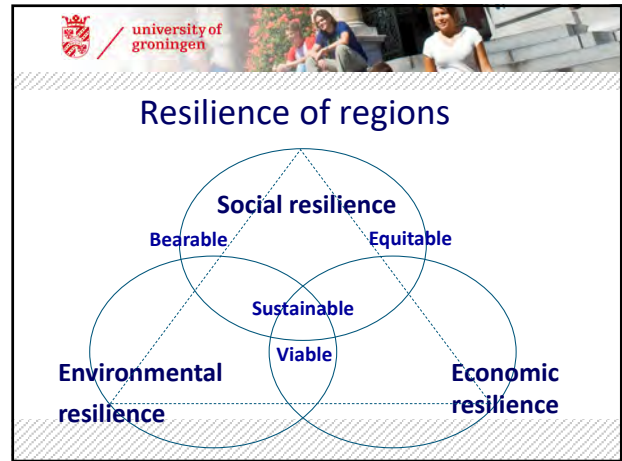 university of
groningen
Resilience of regions
Social resilience
Bearable
Equitable
Sustainable
Viable
Environmental
resilience
Economic
resilience